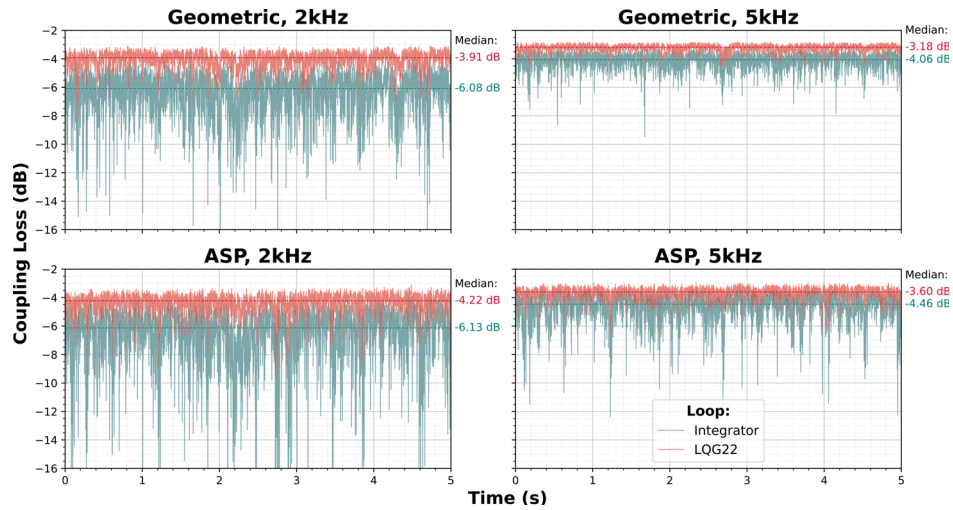 Geometric, 2kHz
Geometric, 5kHz
Median:
-3.91 dB
-6.08 dB
Median:
-3.18 dB
-4.06 dB
−2
−4
−6
−8
−10
−12
−14
−16
ASP, 2kHz
ASP, 5kHz
Median:
-4.22 dB
-6.13 dB
Median:
-3.60 dB
-4.46 dB
−2
−4
−6
−8
−10
−12
−14
−16
Coupling Loss (dB)
Loop:
Integrator
LQG22
0 1 2 3 4 5
0 1 2 3 4 5
Time (s)